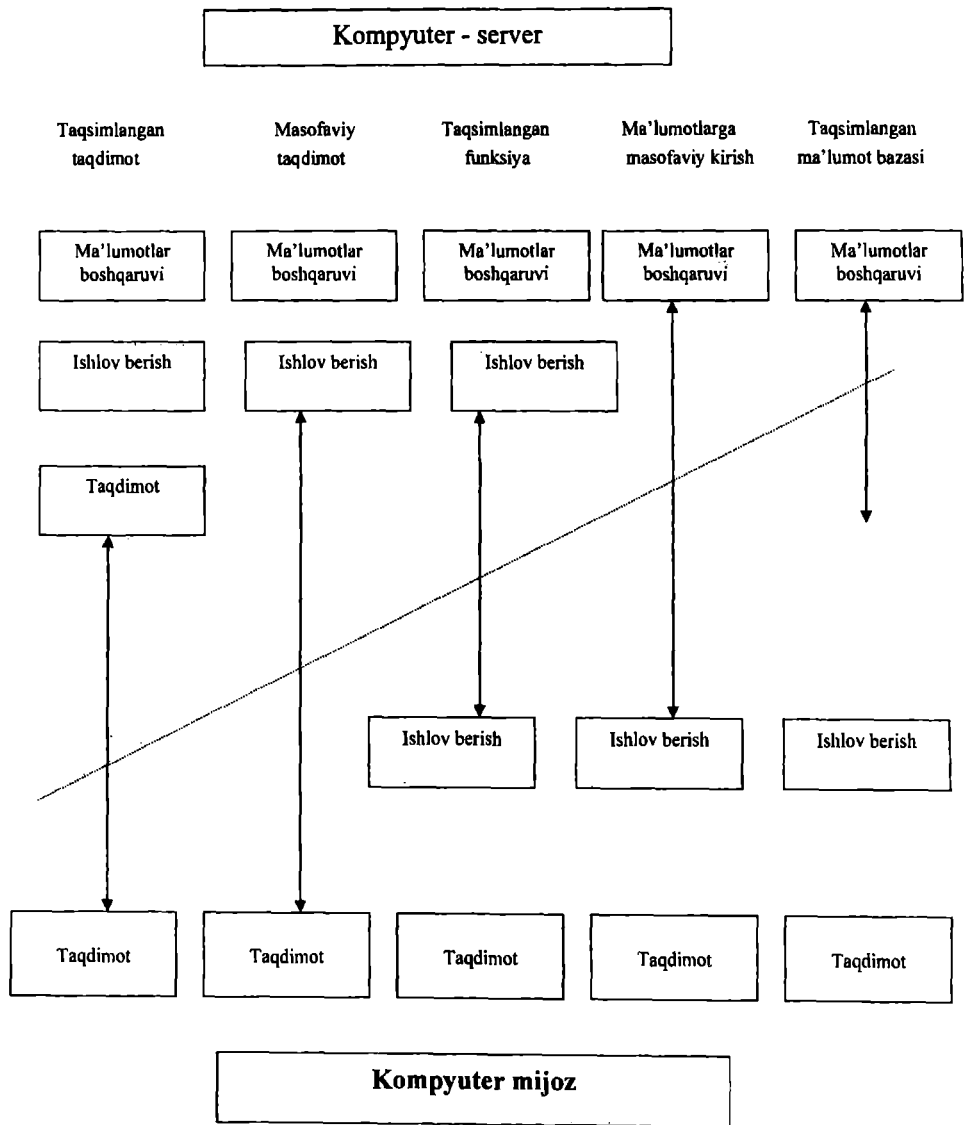 Kompyuter - server
Taqsimlangan
taqdimot
Masofaviy
taqdimot
Taqsimlangan
funksiya
Ma'lumotlarga
masofaviy kirish
Taqsimlangan
ma'lumot bazasi
Ma'lumotlar
boshqaruvi
Ma'lumotlar
boshqaruvi
Ma'lumotlar
boshqaruvi
Ma'lumotlar
boshqaruvi
Ma'lumotlar
boshqaruvi
Ishlov berish
Ishlov berish
Ishlov berish
Taqdimot
Ishlov berish
Ishlov berish
Ishlov berish
Taqdimot
Taqdimot
Taqdimot
Taqdimot
Taqdimot
Kompyuter mijoz